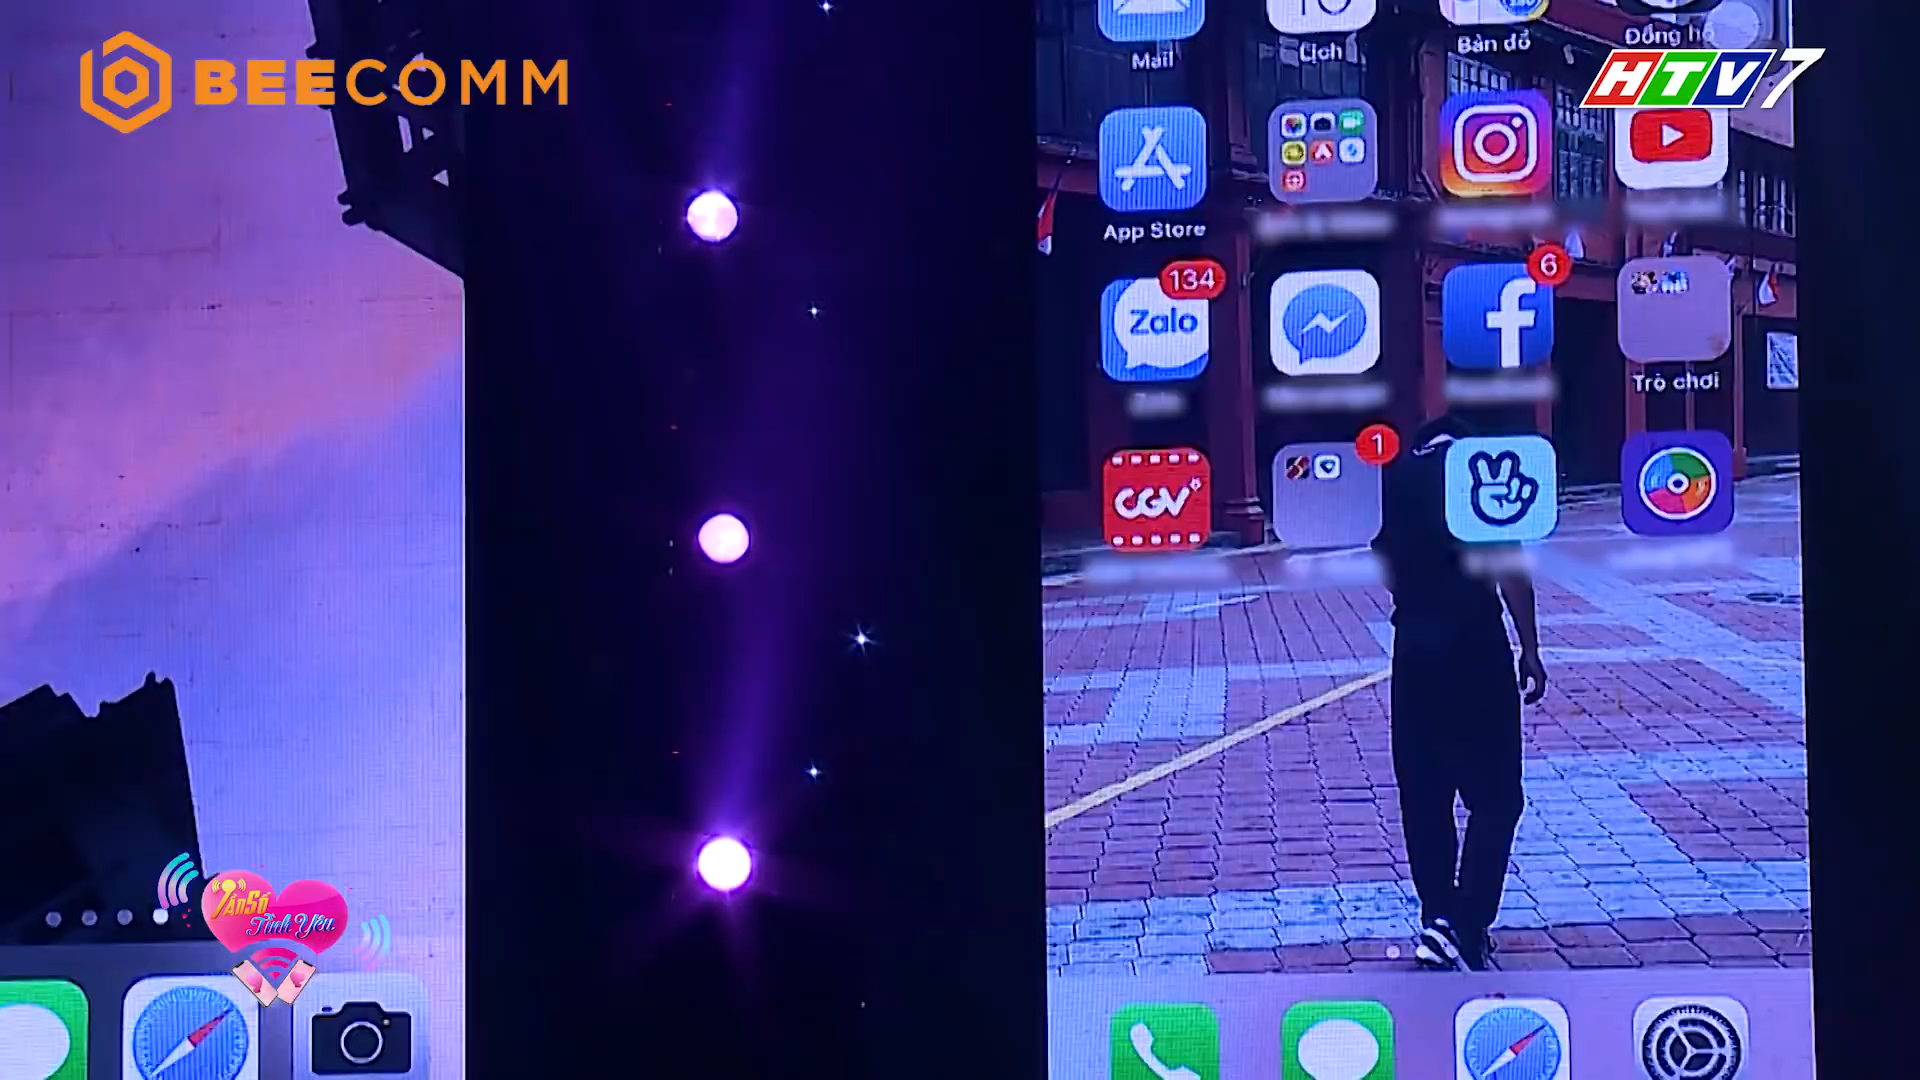 BEECOMM
HTV7
Mail
Lịch
Bản đồ
Đồng hồ
App Store
134
Zalo
6
Trò chơi
CGV
1
Tần Số
Tình Yêu